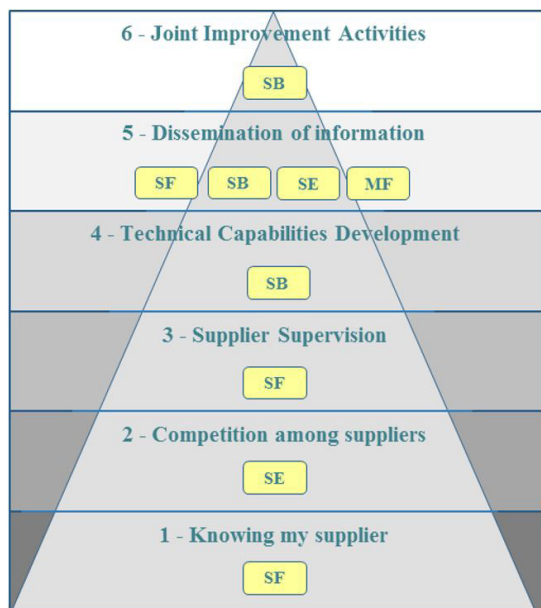 6 - Joint Improvement Activities
SB
5 - Dissemination of information
SF SB SE MF
4 - Technical Capabilities Development
SB
3 - Supplier Supervision
SF
2 - Competition among suppliers
SE
1 - Knowing my supplier
SF